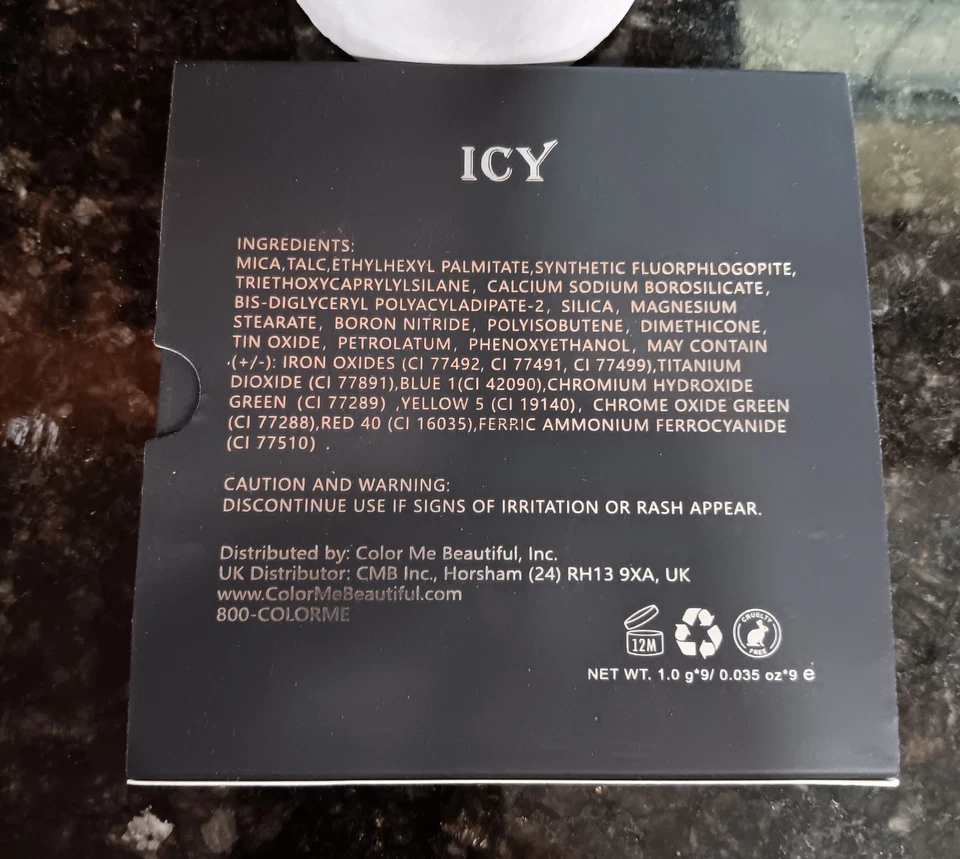 ICY
INGREDIENTS:
MICA,TALC,ETHYLHEXYL PALMITATE,SYNTHETIC FLUORPHLOGOPITE,
TRIETHOXYCAPRYLYLSILANE, CALCIUM SODIUM BOROSILICATE,
BIS-DIGLYCERYL POLYACYLADIPATE-2, SILICA, MAGNESIUM
STEARATE, BORON NITRIDE, POLYISOBUTENE, DIMETHICONE,
TIN OXIDE, PETROLATUM, PHENOXYETHANOL, MAY CONTAIN
.(+/-): IRON OXIDES (CI 77492, CI 77491, CI 77499),TITANIUM
DIOXIDE (CI 77891),BLUE 1(CI 42090),CHROMIUM HYDROXIDE
GREEN (CI 77289) ,YELLOW 5 (CI 19140), CHROME OXIDE GREEN
(CI 77288),RED 40 (CI 16035),FERRIC AMMONIUM FERROCYANIDE
(CI 77510) .
CAUTION AND WARNING:
DISCONTINUE USE IF SIGNS OF IRRITATION OR RASH APPEAR.
Distributed by: Color Me Beautiful, Inc.
UK Distributor: CMB Inc., Horsham (24) RH13 9XA, UK
www.ColorMeBeautiful.com
800-COLORME
12M
CRUELTY
FREE
NET WT. 1.0 g*9/ 0.035 oz*9 e